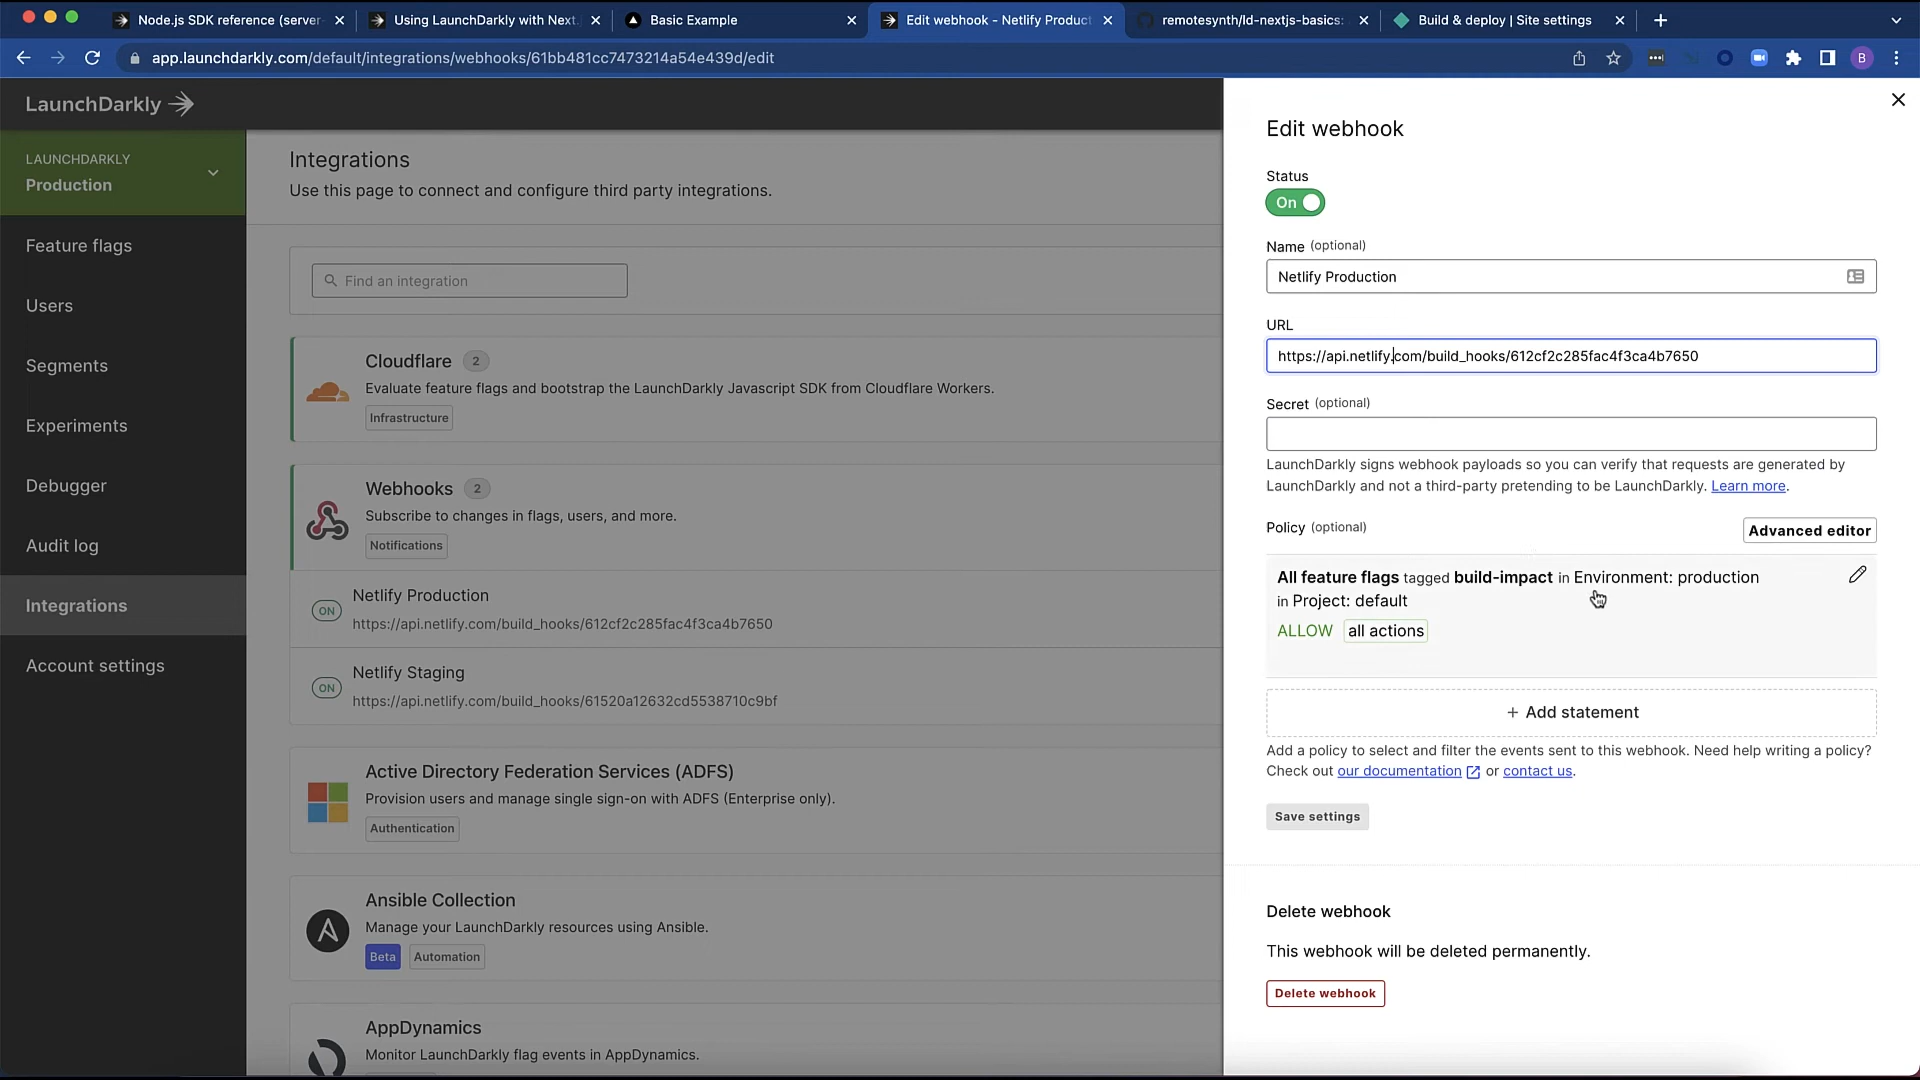 Node.js SDK reference (server-
Using LaunchDarkly with Next.
Basic Example
Edit webhook - Netlify Product
remotesynth/ld-nextjs-basics:
Build & deploy | Site settings
app.launchdarkly.com/default/integrations/webhooks/61bb481cc7473214a54e439d/edit
B
LaunchDarkly
LAUNCHDARKLY
Production
Feature flags
Users
Segments
Experiments
Debugger
Audit log
Integrations
Account settings
Integrations
Use this page to connect and configure third party integrations.
Find an integration
Cloudflare 2
Evaluate feature flags and bootstrap the LaunchDarkly Javascript SDK from Cloudflare Workers.
Infrastructure
Webhooks 2
Subscribe to changes in flags, users, and more.
Notifications
ON
Netlify Production
https://api.netlify.com/build_hooks/612cf2c285fac4f3ca4b7650
ON
Netlify Staging
https://api.netlify.com/build_hooks/61520a12632cd5538710c9bf
Active Directory Federation Services (ADFS)
Provision users and manage single sign-on with ADFS (Enterprise only).
Authentication
Ansible Collection
Manage your LaunchDarkly resources using Ansible.
Beta Automation
AppDynamics
Monitor LaunchDarkly flag events in AppDynamics.
Edit webhook
Status
On
Name (optional)
Netlify Production
URL
https://api.netlify.com/build_hooks/612cf2c285fac4f3ca4b7650
Secret (optional)
LaunchDarkly signs webhook payloads so you can verify that requests are generated by
LaunchDarkly and not a third-party pretending to be LaunchDarkly. Learn more.
Policy (optional)
Advanced editor
All feature flags tagged build-impact in Environment: production
in Project: default
ALLOW all actions
+ Add statement
Add a policy to select and filter the events sent to this webhook. Need help writing a policy?
Check out our documentation or contact us.
Save settings
Delete webhook
This webhook will be deleted permanently.
Delete webhook